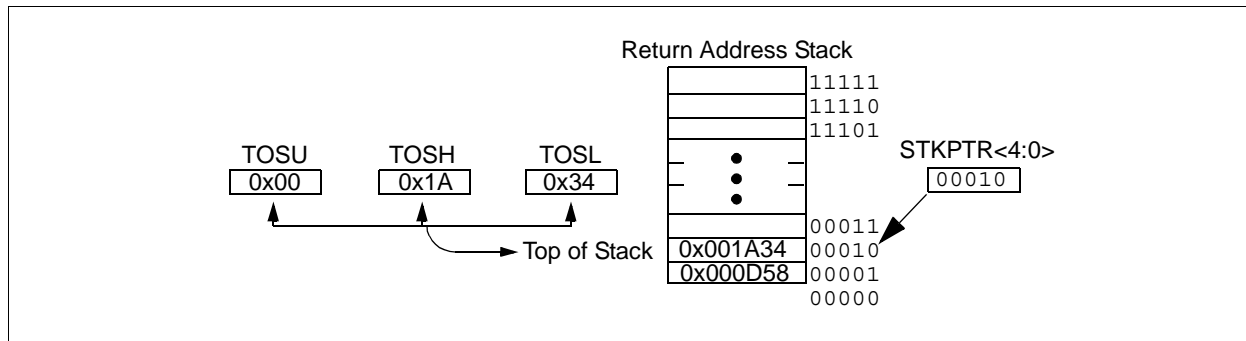 Return Address Stack
11111
11110
11101
TOSU TOSH TOSL
0x00 0x1A 0x34
STKPTR<4:0>
00010
00011
Top of Stack 0x001A34 00010
0x000D58 00001
00000